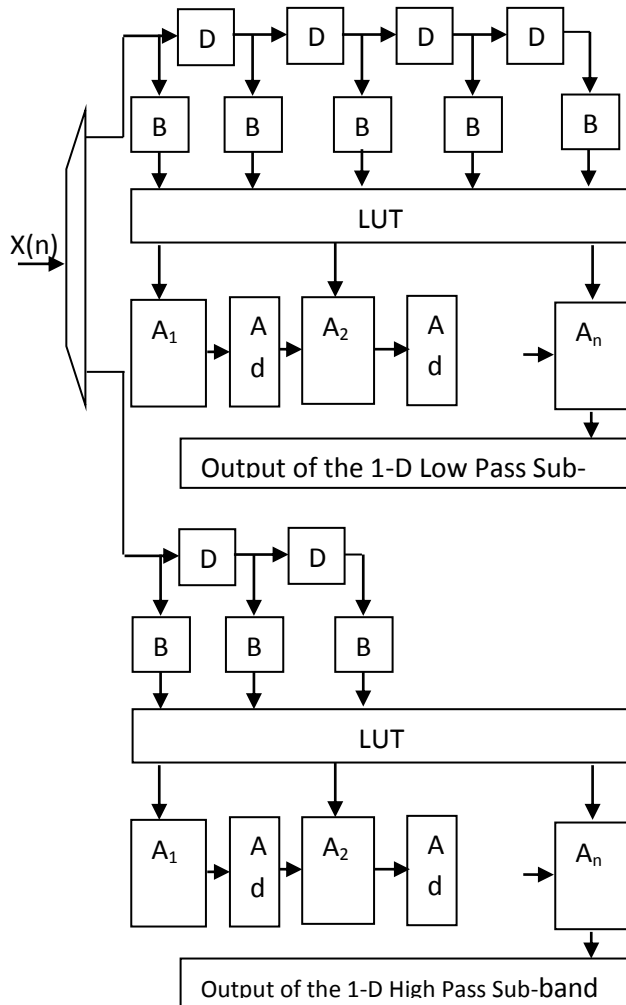 D D D D
B B B B B
LUT
X(n)
A₁ A d A₂ A d Aₙ
Output of the 1-D Low Pass Sub-
D D
B B B
LUT
A₁ A d A₂ A d Aₙ
Output of the 1-D High Pass Sub-band